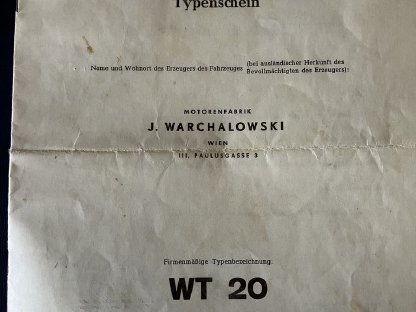 Typenschein
Name und Wohnort des Erzeugers des Fahrzeuges (bei ausländischer Herkunft des
Bevollmächtigten des Erzeugers):
MOTORENFABRIK
J. WARCHALOWSKI
WIEN
III, PAULUSGASSE 3
Firmenmäßige Typenbezeichnung:
WT 20